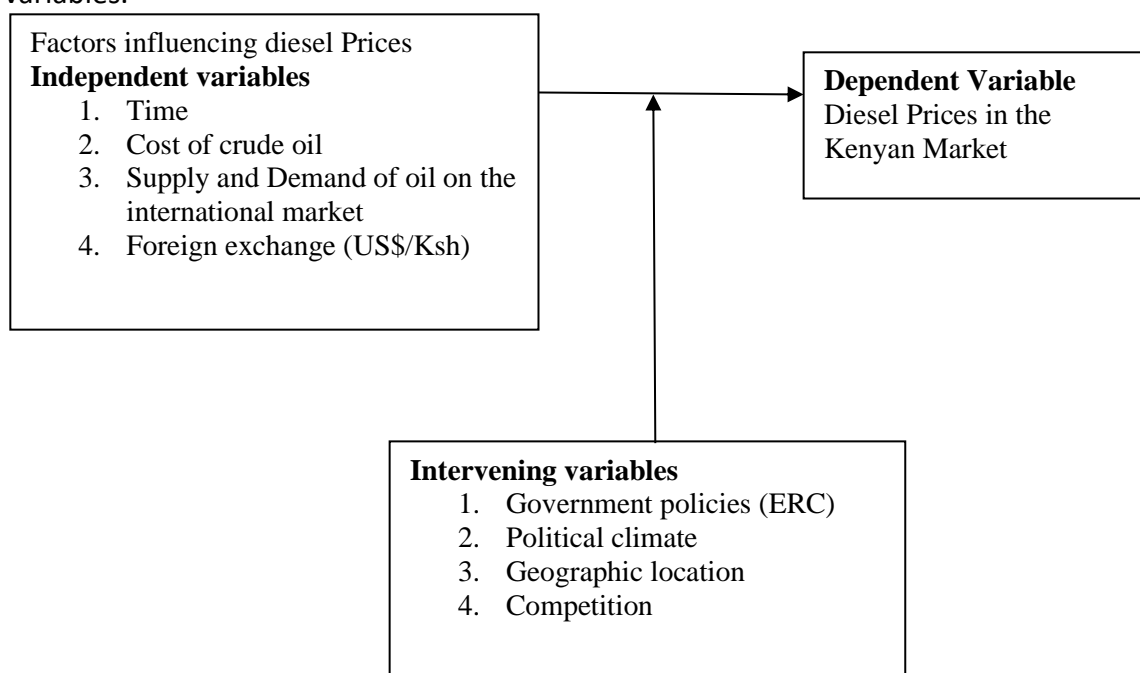 variables.
Factors influencing diesel Prices
Independent variables
1. Time
2. Cost of crude oil
3. Supply and Demand of oil on the
international market
4. Foreign exchange (US$/Ksh)
Dependent Variable
Diesel Prices in the
Kenyan Market
Intervening variables
1. Government policies (ERC)
2. Political climate
3. Geographic location
4. Competition